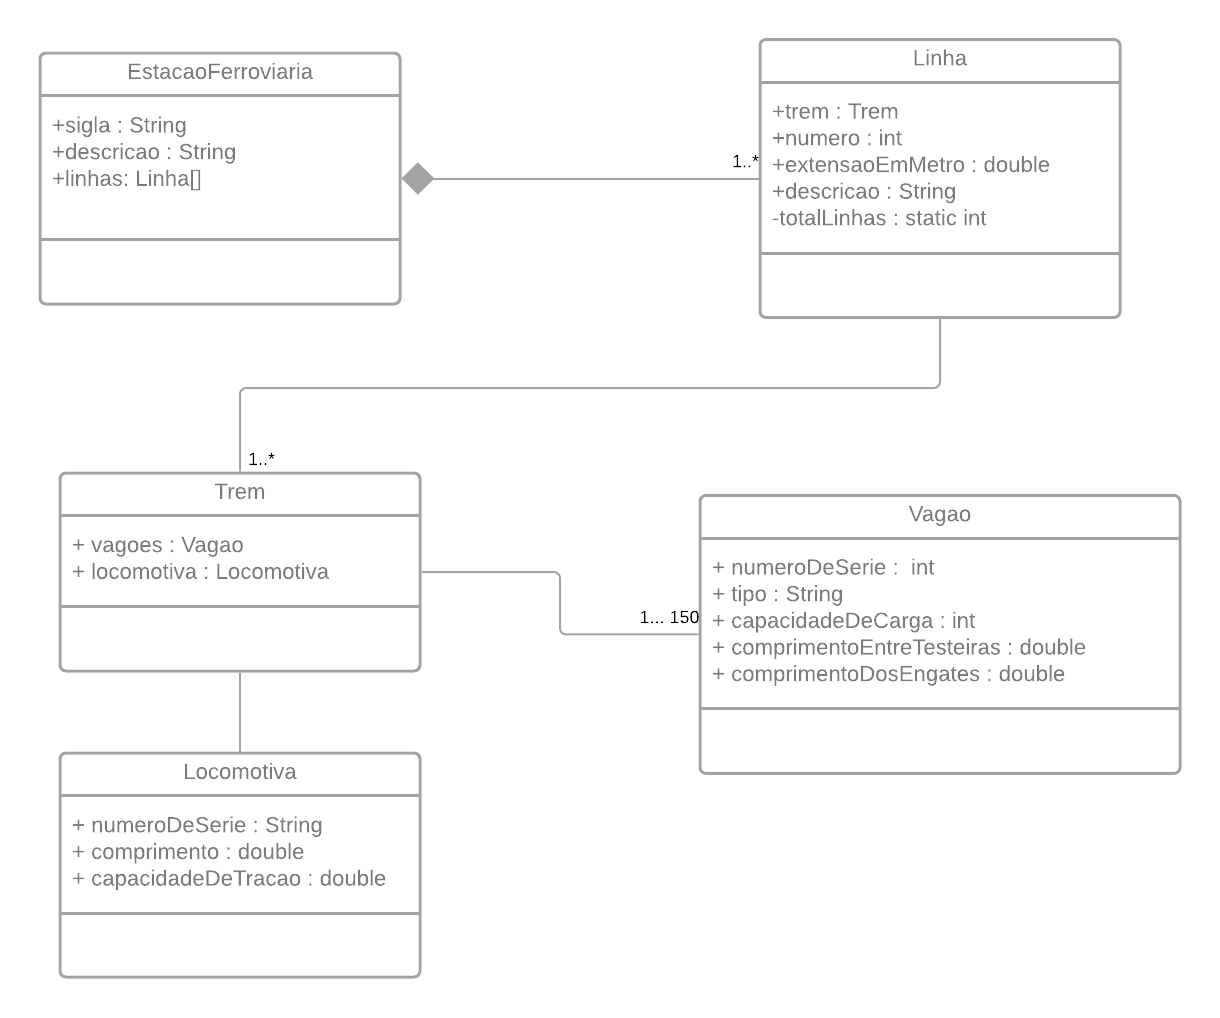 EstacaoFerroviaria
+sigla : String
+descricao : String
+linhas: Linha[]
1..*
Linha
+trem : Trem
+numero : int
+extensaoEmMetro : double
+descricao : String
-totalLinhas : static int
1..*
Trem
+ vagoes : Vagao
+ locomotiva : Locomotiva
1... 150
Vagao
+ numeroDeSerie :  int
+ tipo : String
+ capacidadeDeCarga : int
+ comprimentoEntreTesteiras : double
+ comprimentoDosEngates : double
Locomotiva
+ numeroDeSerie : String
+ comprimento : double
+ capacidadeDeTracao : double